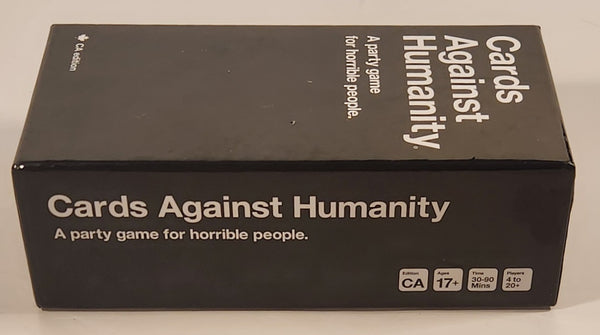 Cards
Against
Humanity
A party game
for horrible people.
CA edition
Cards Against Humanity
A party game for horrible people.
Edition
CA
Ages
17+
Time
30-90
Mins
Players
4 to
20+